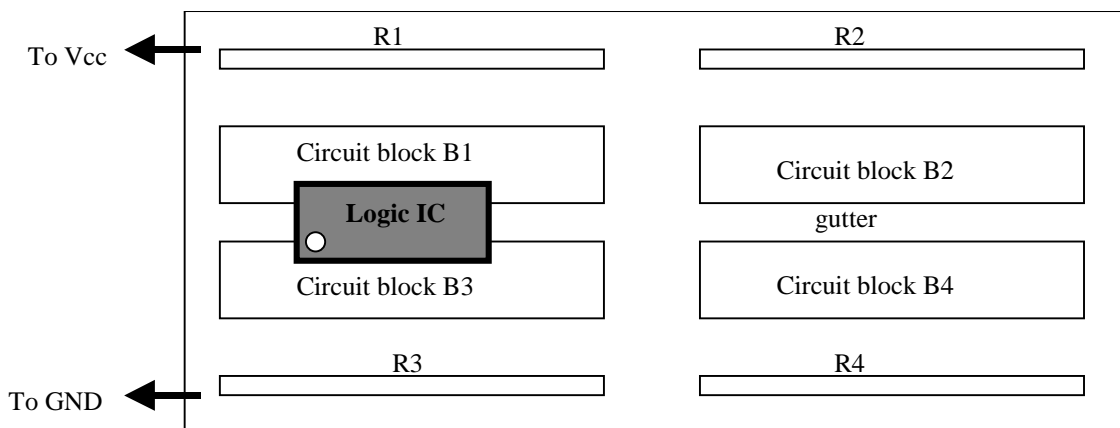 R1
R2
To Vcc
Circuit block B1
Circuit block B2
Logic IC
gutter
Circuit block B3
Circuit block B4
R3
R4
To GND